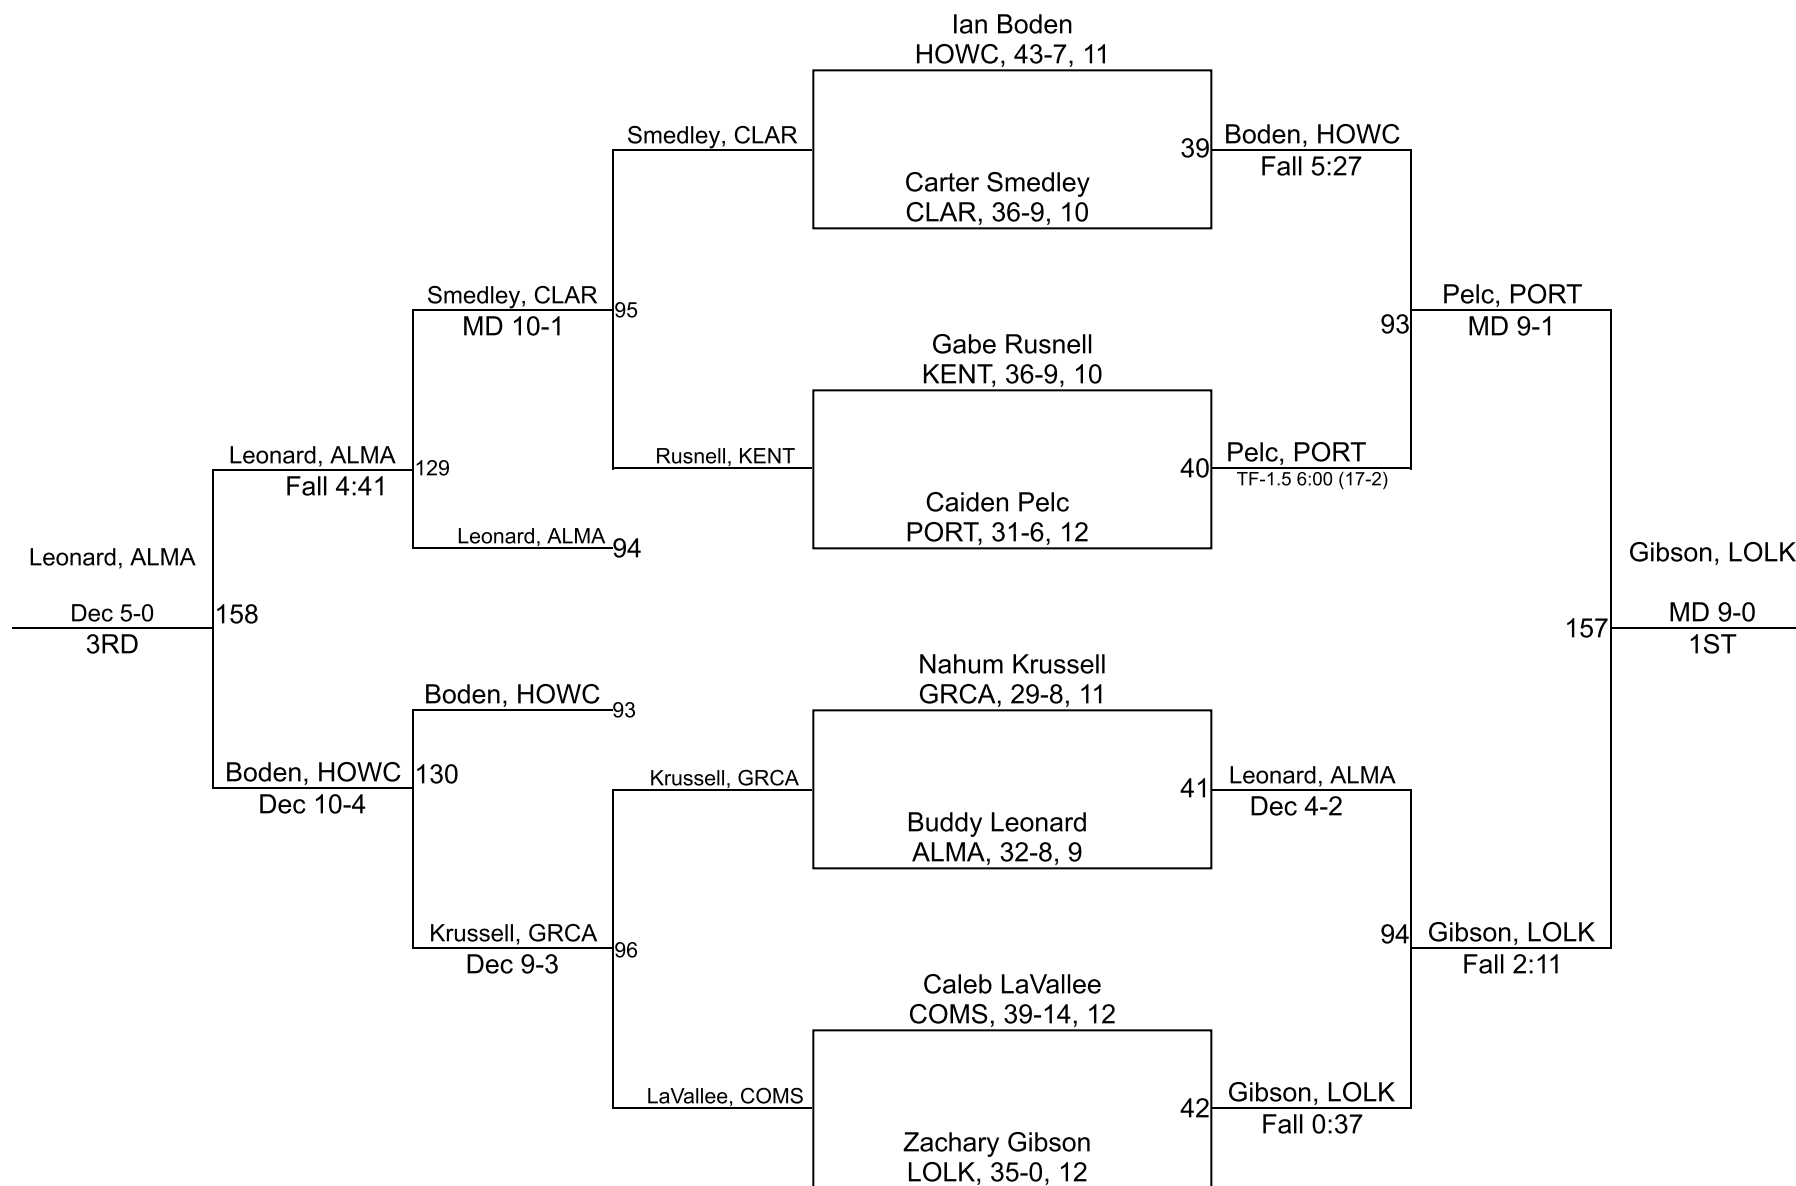 Ian Boden
HOWC, 43-7, 11
Smedley, CLAR
39
Boden, HOWC
Fall 5:27
Carter Smedley
CLAR, 36-9, 10
Smedley, CLAR
MD 10-1
95
93
Pelc, PORT
MD 9-1
Gabe Rusnell
KENT, 36-9, 10
Leonard, ALMA
Fall 4:41
129
Rusnell, KENT
40
Pelc, PORT
TF-1.5 6:00 (17-2)
Caiden Pelc
PORT, 31-6, 12
Leonard, ALMA
94
Leonard, ALMA
Dec 5-0
3RD
158
Gibson, LOLK
157
MD 9-0
1ST
Nahum Krussell
GRCA, 29-8, 11
Boden, HOWC
93
Boden, HOWC
Dec 10-4
130
Krussell, GRCA
41
Leonard, ALMA
Dec 4-2
Buddy Leonard
ALMA, 32-8, 9
Krussell, GRCA
Dec 9-3
96
94
Gibson, LOLK
Fall 2:11
Caleb LaVallee
COMS, 39-14, 12
LaVallee, COMS
42
Gibson, LOLK
Fall 0:37
Zachary Gibson
LOLK, 35-0, 12